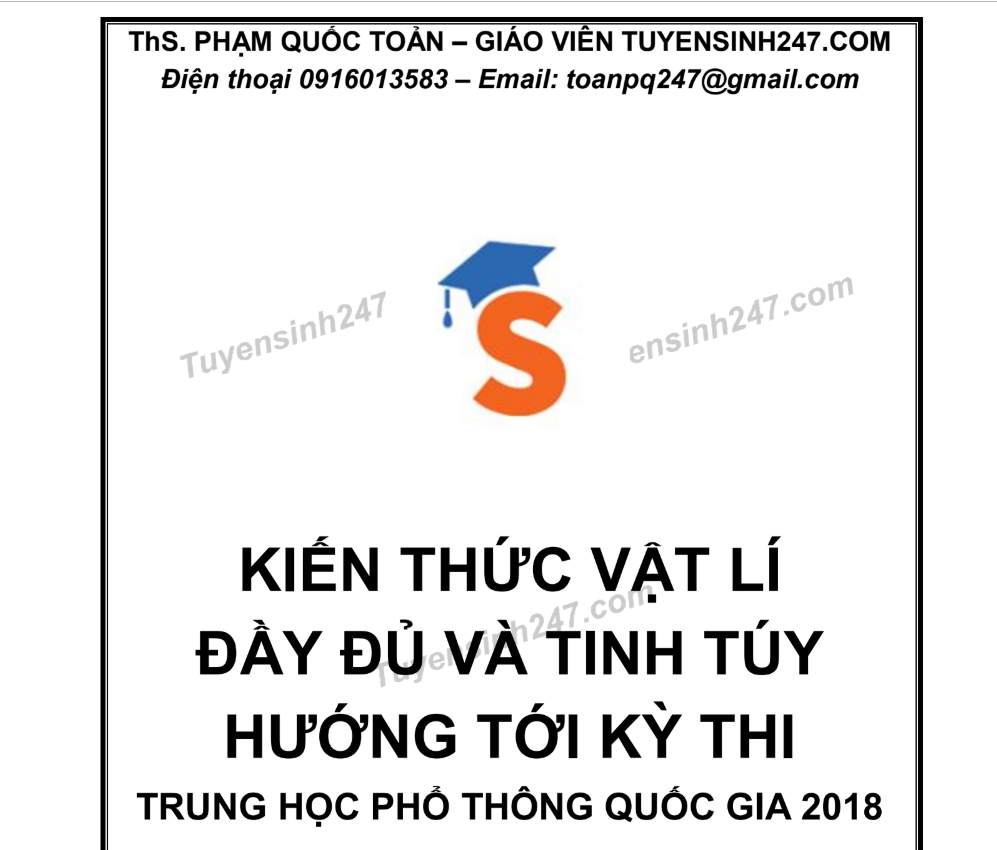 ThS. PHẠM QUỐC TOẢN – GIÁO VIÊN TUYENSINH247.COM
Điện thoại 0916013583 – Email: toanpq247@gmail.com
Tuyensinh247
ensinh247.com
S
KIẾN THỨC VẬT LÍ
Tuyensinh247.com
ĐẦY ĐỦ VÀ TINH TÚY
HƯỚNG TỚI KỲ THI
TRUNG HỌC PHỔ THÔNG QUỐC GIA 2018